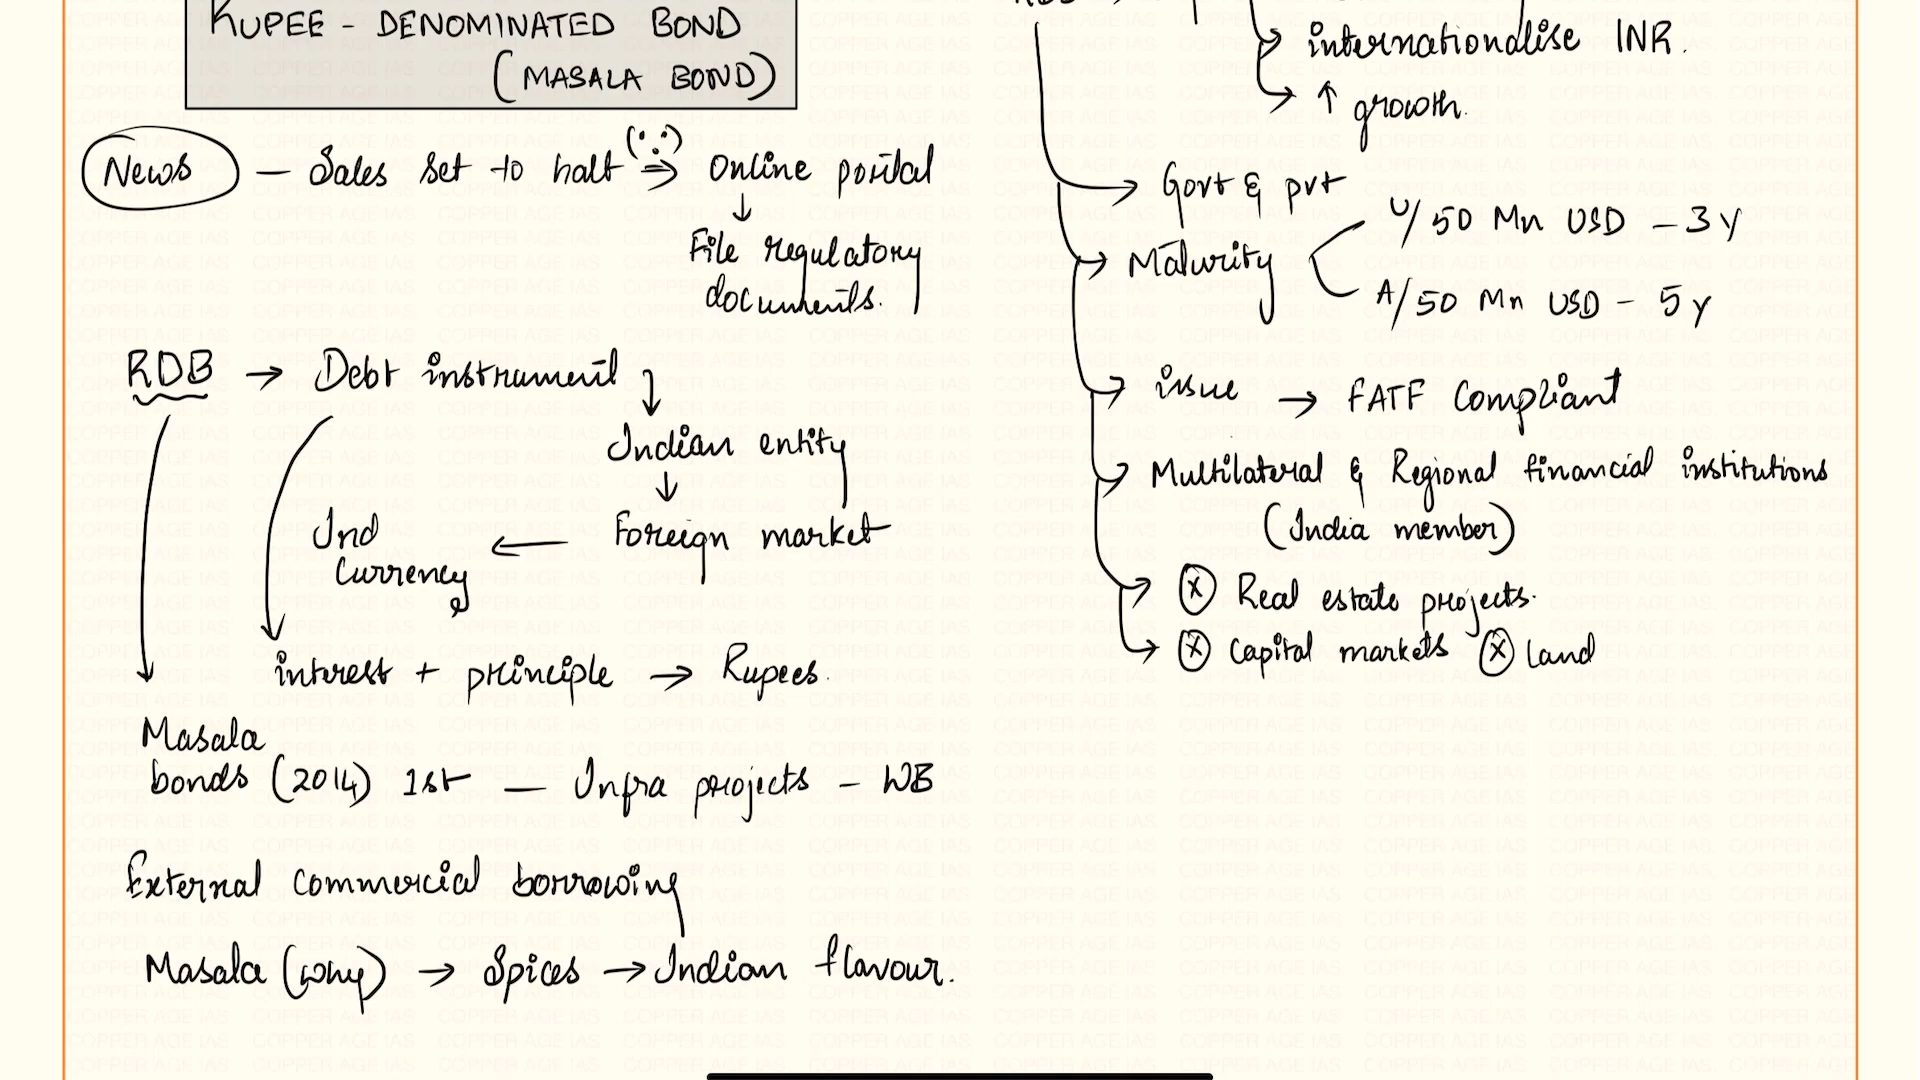 RUPEE DENOMINATED BOND
(MASALA BOND)
News – Sales set to halt (∵) ⇒ Online portal
↓
File regulatory
documents.
RDB → Debt instrument
↓
Indian entity
↓
Ind ← Foreign market
Currency
interest + principle → Rupees.
Masala
bonds (2014) 1st — Infra projects – WB
External Commercial borrowing
Masala (why) → Spices → Indian flavour.
→ internationalise INR.
→ ↑ growth.
→ Govt & pvt
→ Maturity
U/50 Mn USD – 3Y
A/50 Mn USD – 5Y
→ issue → FATF Compliant
→ Multilateral & Regional financial institutions
(India member)
→ ⓧ Real estate projects.
→ ⓧ Capital markets ⓧ land